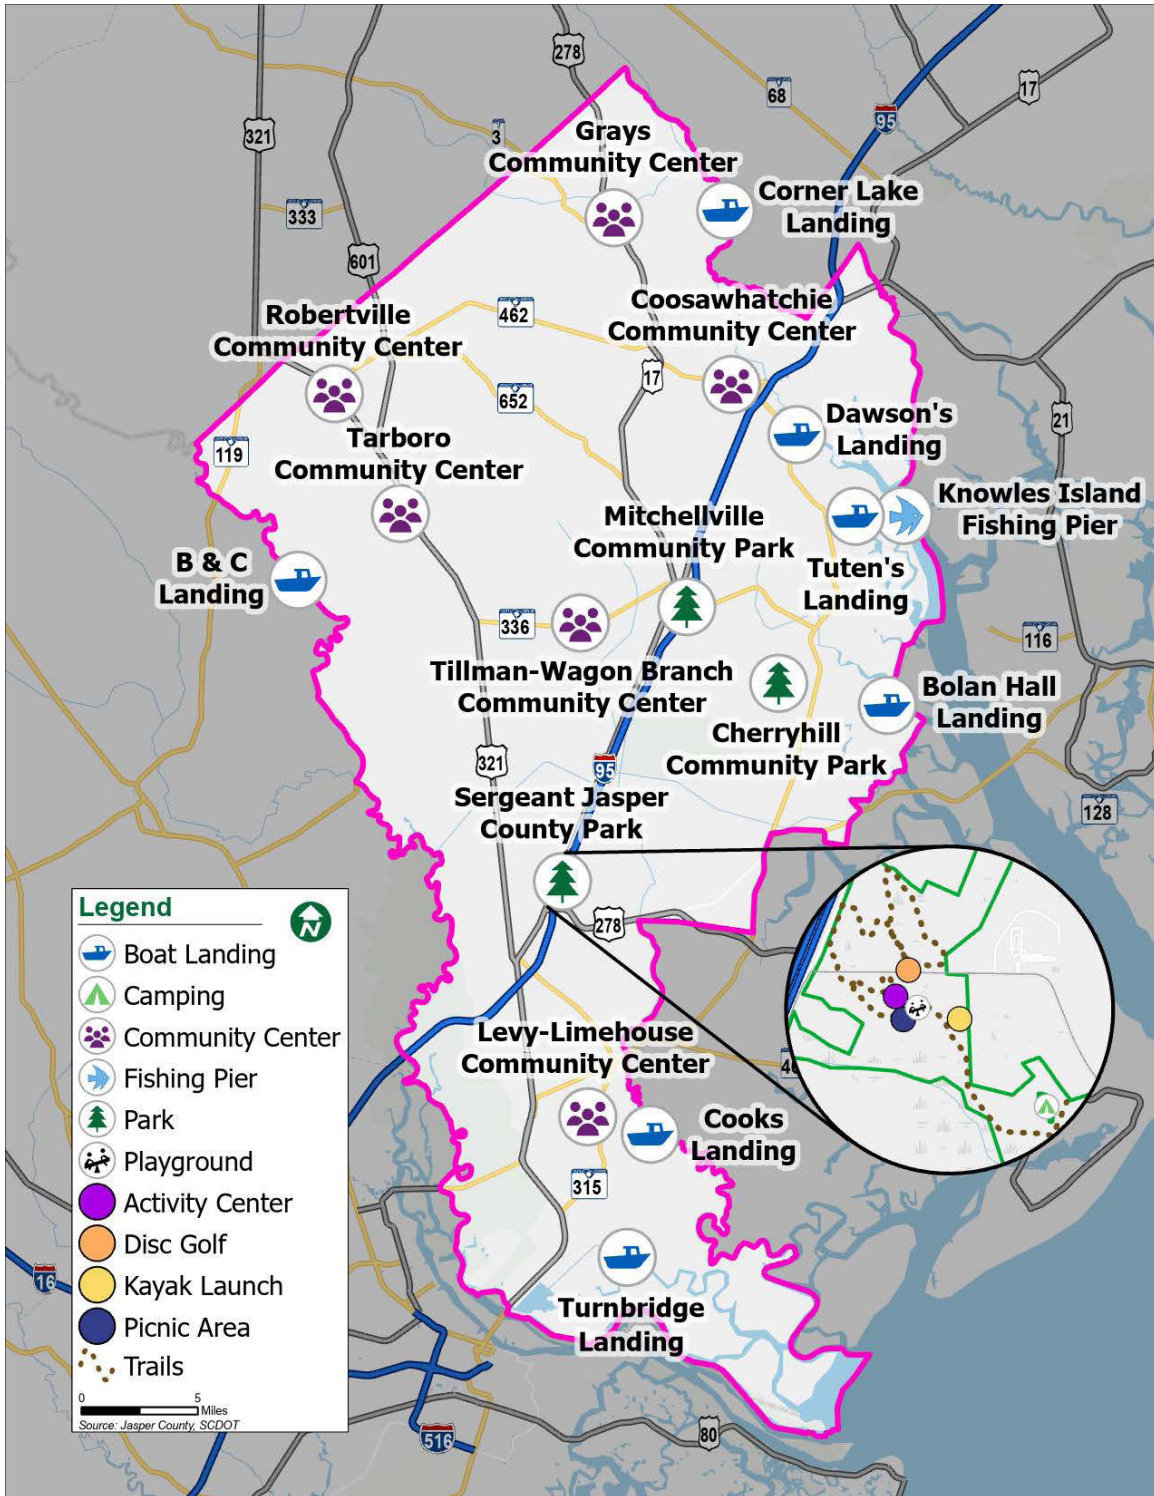 278
68
17
95
321
3
Grays
Community Center
Corner Lake
Landing
333
601
Coosawhatchie
Community Center
Robertville
Community Center
462
17
652
Dawson's
Landing
21
Tarboro
Community Center
119
Knowles Island
Fishing Pier
Mitchellville
Community Park
Tuten's
Landing
B & C
Landing
336
116
Tillman-Wagon Branch
Community Center
Bolan Hall
Landing
Cherryhill
Community Park
321
95
128
Sergeant Jasper
County Park
278
Legend
N
Boat Landing
Camping
Community Center
Fishing Pier
Park
Playground
Activity Center
Disc Golf
Kayak Launch
Picnic Area
Trails
0 5
Miles
Source: Jasper County, SCDOT
Levy-Limehouse
Community Center
Cooks
Landing
315
16
Turnbridge
Landing
516
80